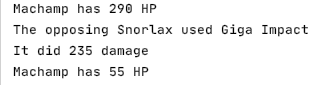 Machamp has 290 HP
The opposing Snorlax used Giga Impact
It did 235 damage
Machamp has 55 HP